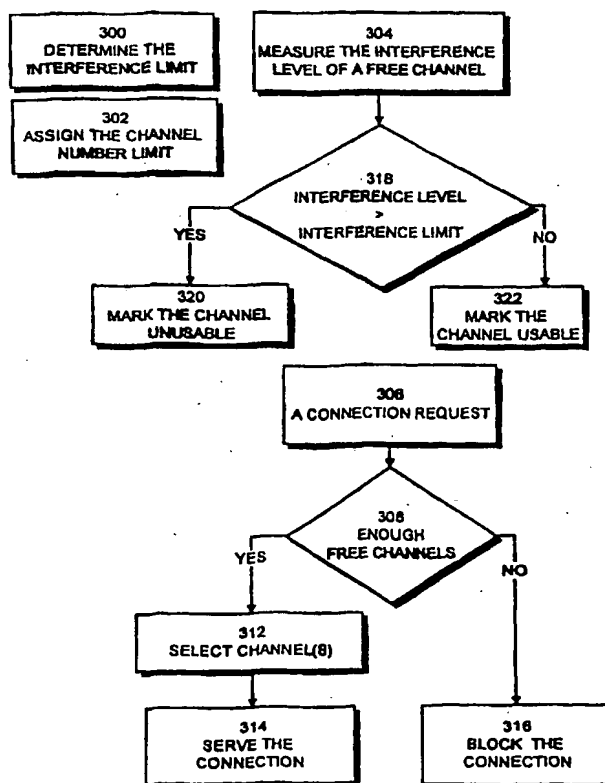 300
DETERMINE THE
INTERFERENCE LIMIT
302
ASSIGN THE CHANNEL
NUMBER LIMIT
304
MEASURE THE INTERFERENCE
LEVEL OF A FREE CHANNEL
318
INTERFERENCE LEVEL
>
INTERFERENCE LIMIT
YES
NO
320
MARK THE CHANNEL
UNUSABLE
322
MARK THE
CHANNEL USABLE
306
A CONNECTION REQUEST
308
ENOUGH
FREE CHANNELS
YES
NO
312
SELECT CHANNEL(S)
314
SERVE THE
CONNECTION
316
BLOCK THE
CONNECTION